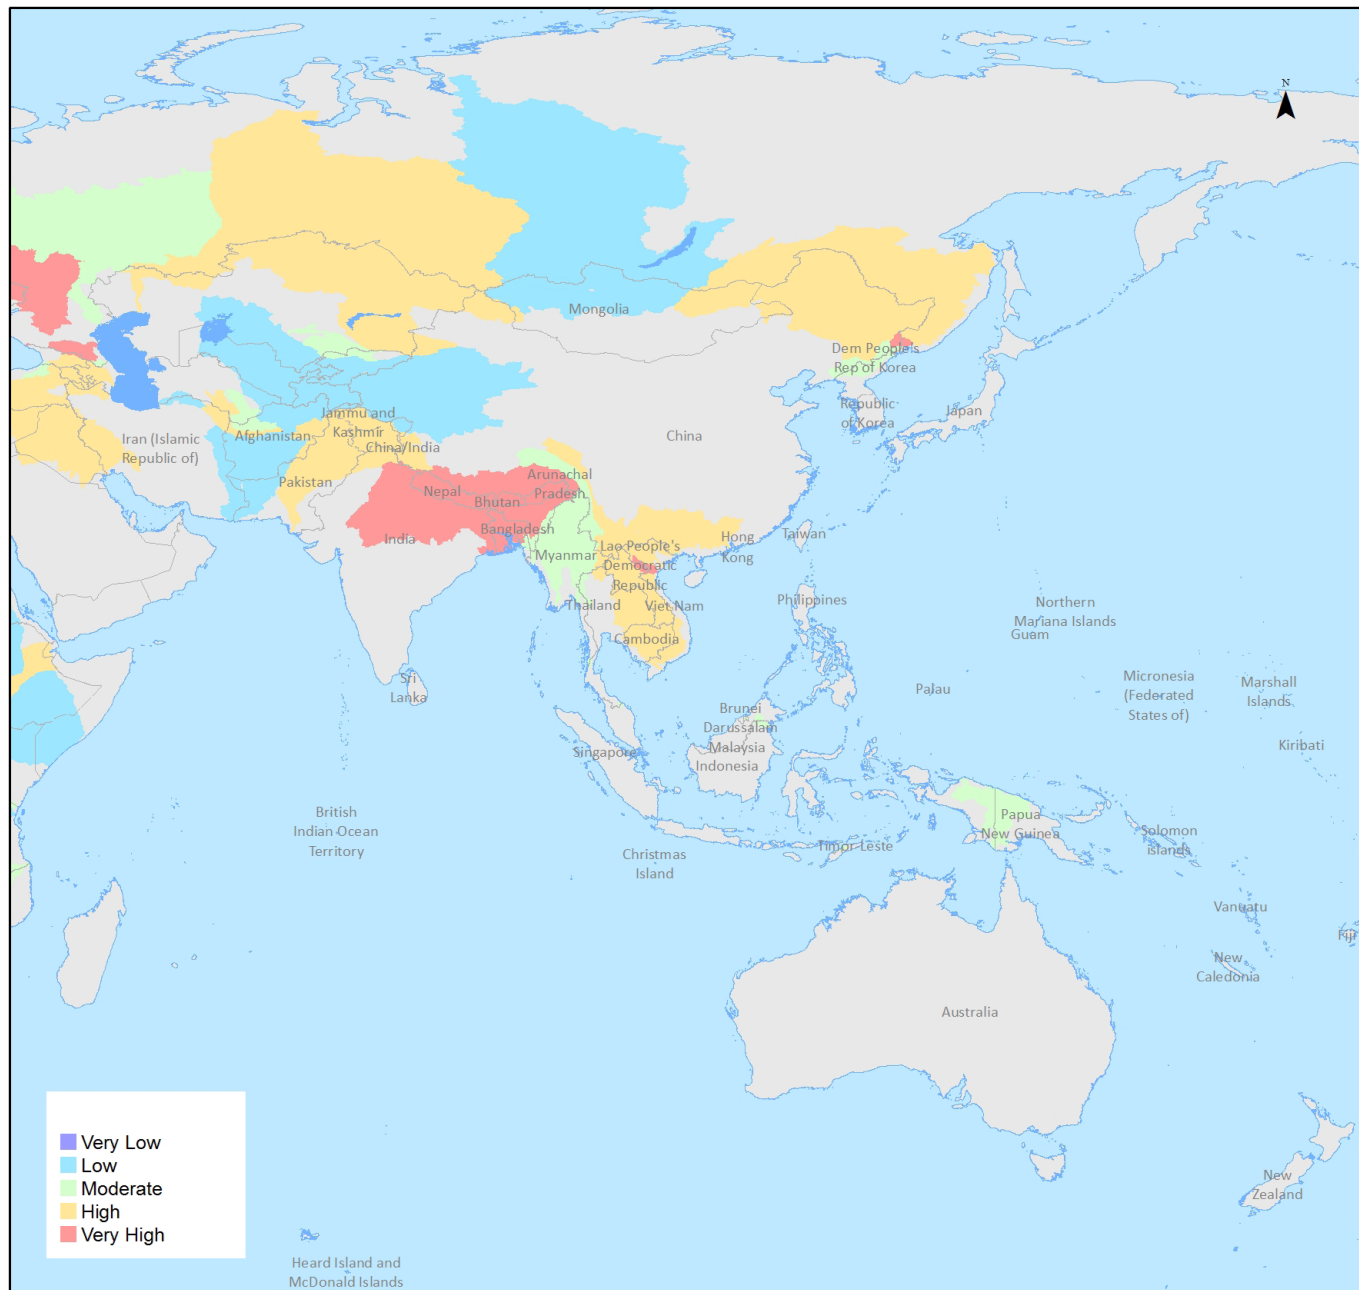 N
Mongolia
Dem People's
Rep of Korea
Republic
of Korea
Japan
Jammu and
Kashmir
China/India
Iran (Islamic
Republic of)
Afghanistan
China
Pakistan
Arunachal
Pradesh
Nepal
Bhutan
India
Bangladesh
Myanmar
Lao People's
Democratic
Republic
Hong
Kong
Taiwan
Thailand
Viet Nam
Cambodia
Philippines
Northern
Mariana Islands
Guam
Sri
Lanka
Palau
Micronesia
(Federated
States of)
Marshall
Islands
Brunei
Darussalam
Malaysia
Indonesia
Singapore
Kiribati
British
Indian Ocean
Territory
Papua
New Guinea
Solomon
islands
Christmas
Island
Timor-Leste
Vanuatu
Fiji
New
Caledonia
Australia
Very Low
Low
Moderate
High
Very High
New
Zealand
Heard Island and
McDonald Islands